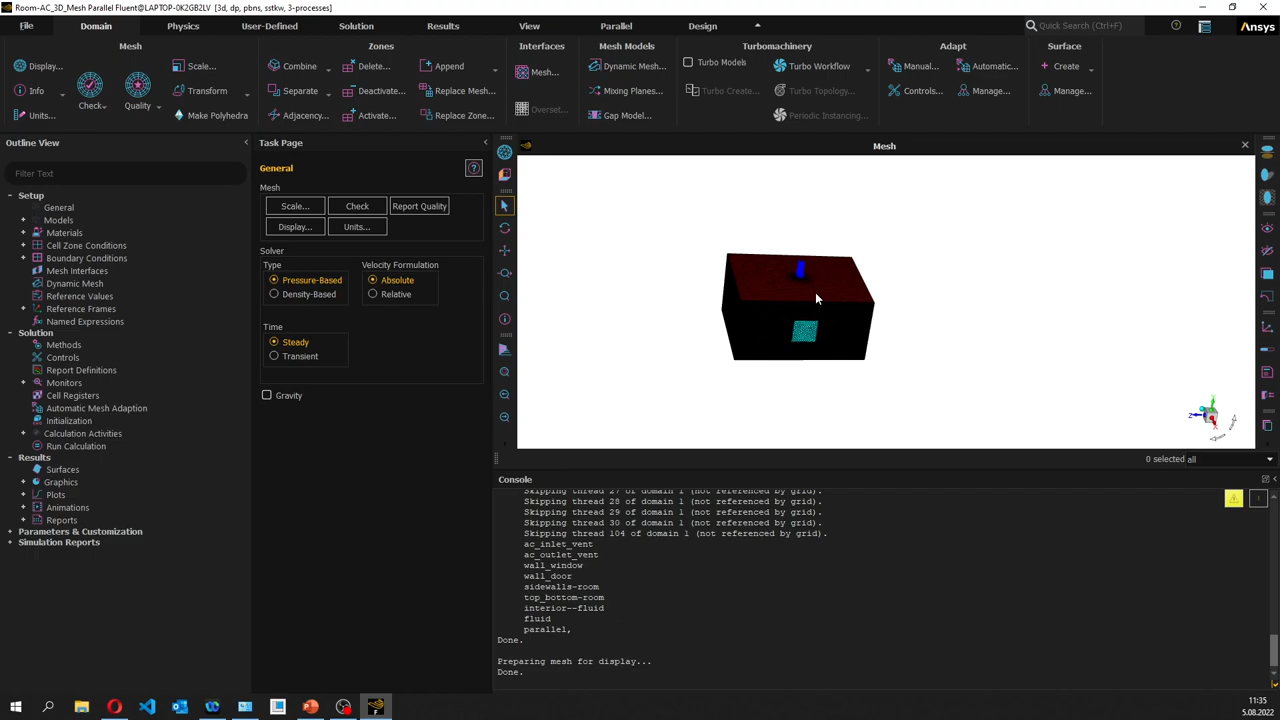 Room-AC_3D_Mesh Parallel Fluent@LAPTOP-0K2GB2LV [3d, dp, pbns, sstkw, 3-processes]
File Domain Physics User-Defined Solution Results View Parallel Design Quick Search (Ctrl+F) Ansys
Mesh Zones Interfaces Mesh Models Turbomachinery Adapt Surface
Display... Scale... Combine Delete... Append Mesh... Dynamic Mesh... Turbo Models Turbo Workflow Manual... Automatic... Create
Info Check Quality Transform Separate Deactivate... Replace Mesh... Mixing Planes... Turbo Create... Turbo Topology... Controls... Manage... Manage...
Units... Make Polyhedra Adjacency... Activate... Replace Zone... Overset... Gap Model... Periodic Instancing...
Outline View
Filter Text
Setup
General
Models
Materials
Cell Zone Conditions
Boundary Conditions
Mesh Interfaces
Dynamic Mesh
Reference Values
Reference Frames
Named Expressions
Solution
Methods
Controls
Report Definitions
Monitors
Cell Registers
Automatic Mesh Adaption
Initialization
Calculation Activities
Run Calculation
Results
Surfaces
Graphics
Plots
Animations
Reports
Parameters & Customization
Simulation Reports
Task Page
General
Mesh
Scale... Check Report Quality
Display... Units...
Solver
Type Velocity Formulation
Pressure-Based Absolute
Density-Based Relative
Time
Steady
Transient
Gravity
Mesh
0 selected all
Console
Skipping thread 27 of domain 1 (not referenced by grid).
Skipping thread 28 of domain 1 (not referenced by grid).
Skipping thread 29 of domain 1 (not referenced by grid).
Skipping thread 30 of domain 1 (not referenced by grid).
Skipping thread 104 of domain 1 (not referenced by grid).
ac_inlet_vent
ac_outlet_vent
wall_window
wall_door
sidewalls-room
top_bottom-room
interior--fluid
fluid
parallel,
Done.
Preparing mesh for display...
Done.
11:35
5.08.2022